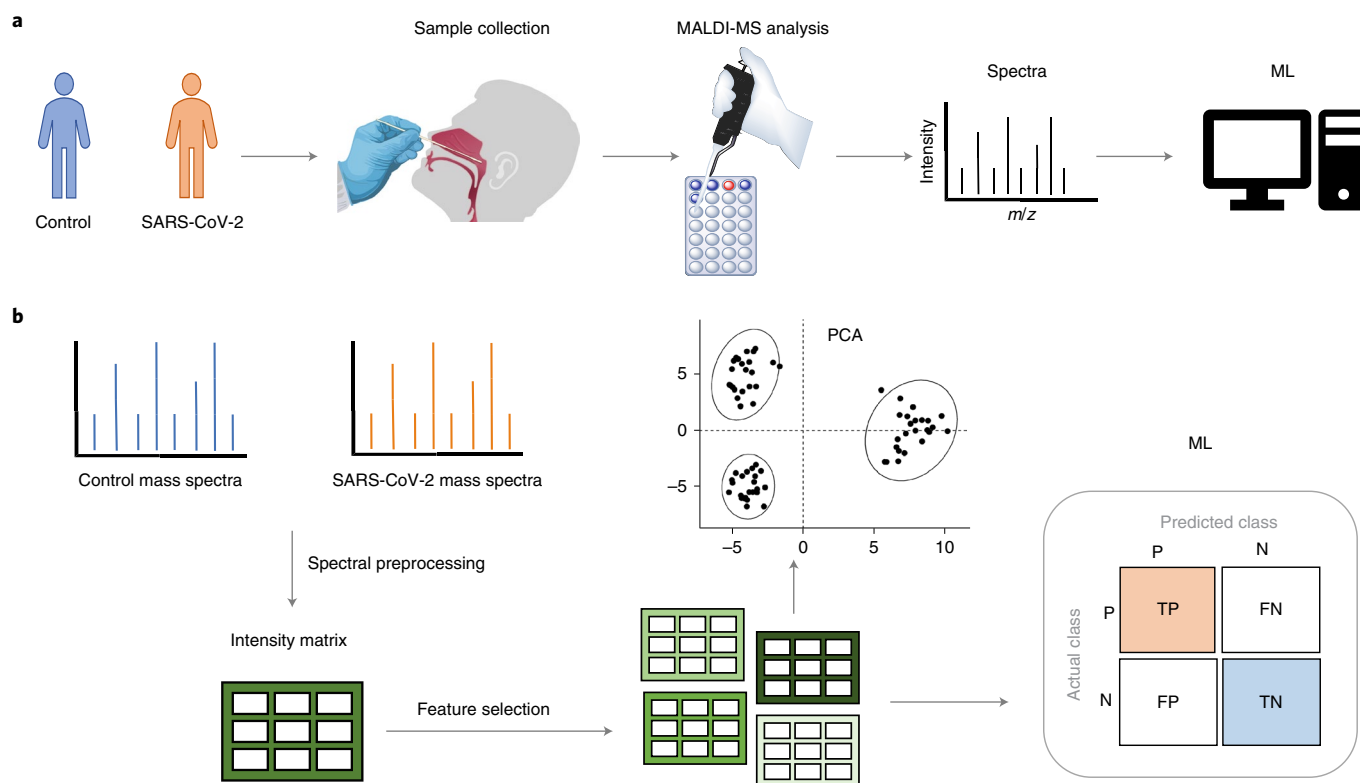 a
Sample collection
MALDI-MS analysis
Spectra
ML
Intensity
m/z
Control
SARS-CoV-2
b
PCA
5
0
–5
–5
0
5
10
Control mass spectra
SARS-CoV-2 mass spectra
Spectral preprocessing
Intensity matrix
Feature selection
ML
Predicted class
P
N
Actual class
P
TP
FN
N
FP
TN